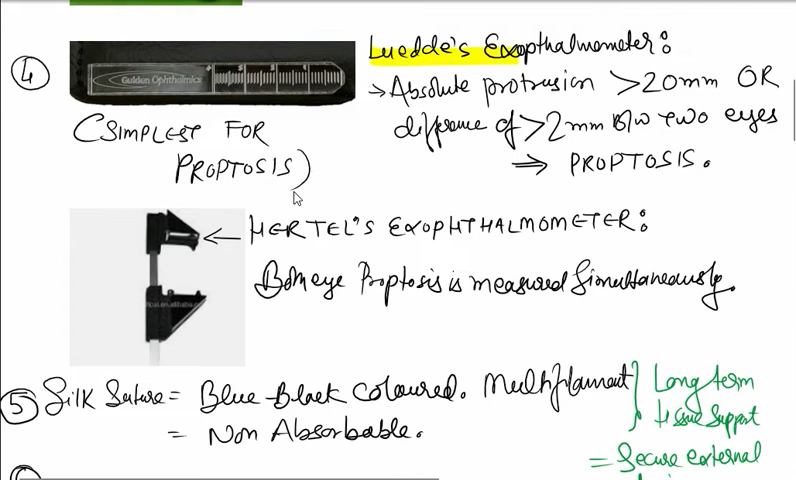 4
Gulden Ophthalmics
Luedde's Exopthalmometer:
→ Absolute protrusion >20mm OR
difference of >2mm B/w two eyes
⇒ PROPTOSIS.
(SIMPLEST FOR
PROPTOSIS)
← HERTEL'S EXOPHTHALMOMETER:
Both eye Proptosis is measured Simultaneously.
5 Silk Suture = Blue-Black Coloured. Multifilament
= Non Absorbable.
Long term
tissue support
= Secure external